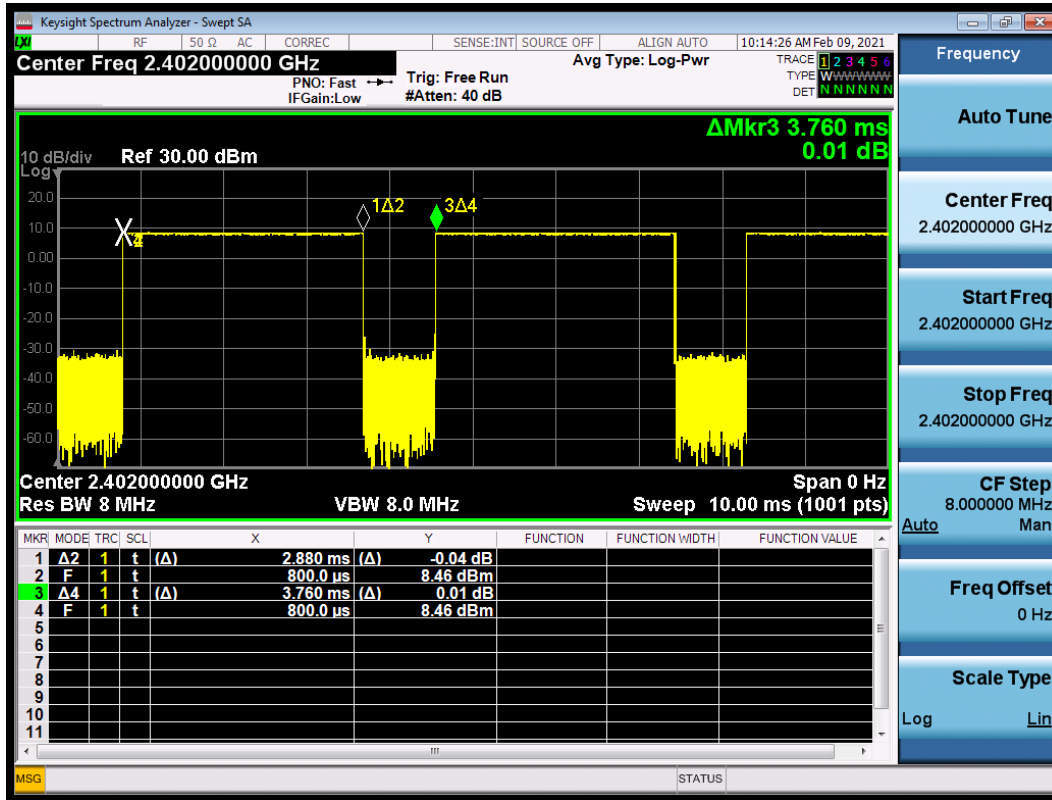 Keysight Spectrum Analyzer - Swept SA
LXI RF 50 Ω AC CORREC SENSE:INT SOURCE OFF ALIGN AUTO 10:14:26 AM Feb 09, 2021
Center Freq 2.402000000 GHz
PNO: Fast
IFGain:Low
Trig: Free Run
#Atten: 40 dB
Avg Type: Log-Pwr
TRACE 1 2 3 4 5 6
TYPE WWWWWW
DET N N N N N N
ΔMkr3 3.760 ms
0.01 dB
10 dB/div Ref 30.00 dBm
Log
20.0
10.0
0.00
-10.0
-20.0
-30.0
-40.0
-50.0
-60.0
1Δ2
3Δ4
4
Center 2.402000000 GHz Span 0 Hz
Res BW 8 MHz VBW 8.0 MHz Sweep 10.00 ms (1001 pts)
MKR MODE TRC SCL X Y FUNCTION FUNCTION WIDTH FUNCTION VALUE
1 Δ2 1 t (Δ) 2.880 ms (Δ) -0.04 dB
2 F 1 t 800.0 µs 8.46 dBm
3 Δ4 1 t (Δ) 3.760 ms (Δ) 0.01 dB
4 F 1 t 800.0 µs 8.46 dBm
5
6
7
8
9
10
11
MSG STATUS
Frequency
Auto Tune
Center Freq
2.402000000 GHz
Start Freq
2.402000000 GHz
Stop Freq
2.402000000 GHz
CF Step
8.000000 MHz
Auto Man
Freq Offset
0 Hz
Scale Type
Log Lin